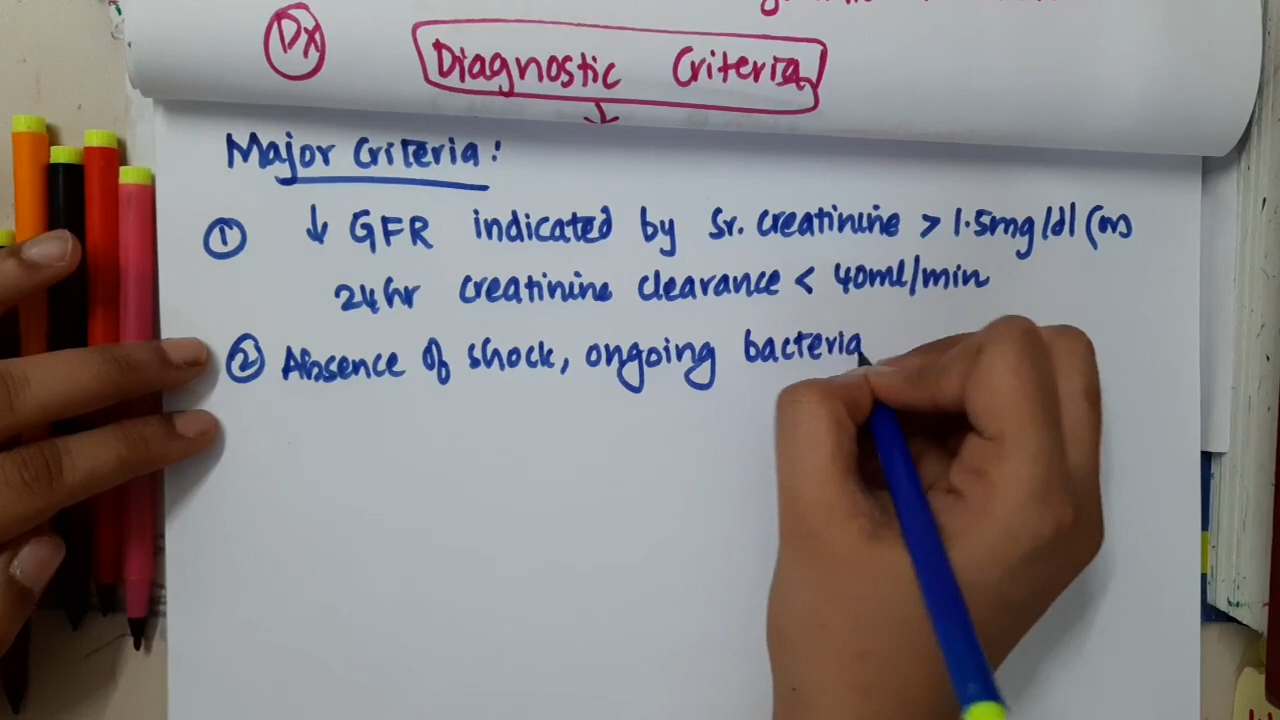 Dx Diagnostic Criteria
Major Criteria:
① ↓ GFR indicated by Sr. creatinine > 1.5mg/dl (or)
24hr creatinine clearance < 40ml/min
② Absence of shock, ongoing bacteria